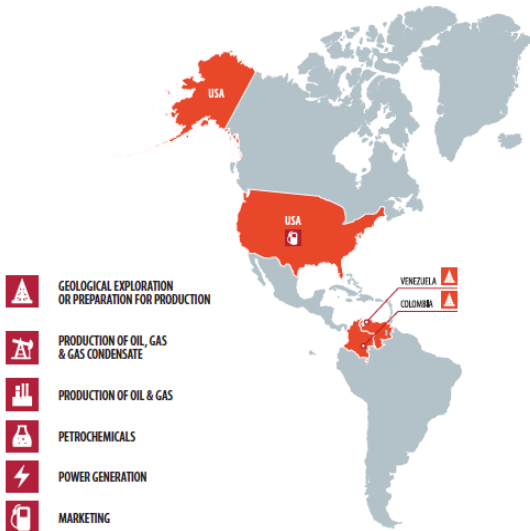 USA
USA
VENEZUELA
COLOMBIA
GEOLOGICAL EXPLORATION
OR PREPARATION FOR PRODUCTION
PRODUCTION OF OIL, GAS
& GAS CONDENSATE
PRODUCTION OF OIL & GAS
PETROCHEMICALS
POWER GENERATION
MARKETING